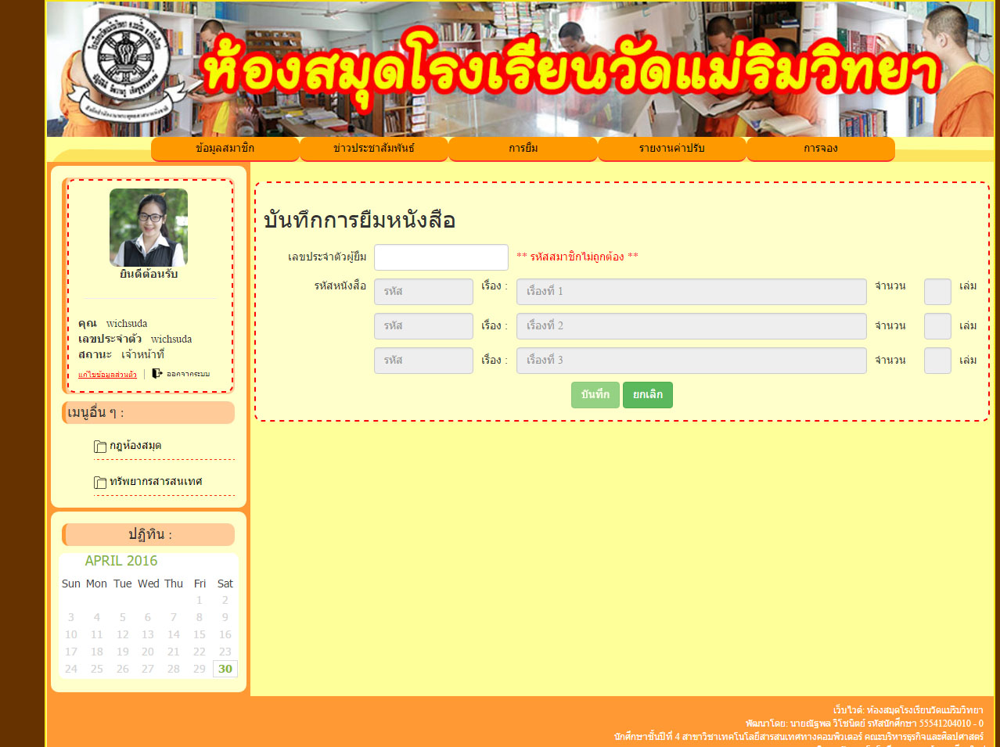 ห้องสมุดโรงเรียนวัดแม่ริมวิทยา
ข้อมูลสมาชิก ข่าวประชาสัมพันธ์ การยืม รายงานค่าปรับ การจอง
ยินดีต้อนรับ
คุณ wichsuda
เลขประจำตัว wichsuda
สถานะ เจ้าหน้าที่
แก้ไขข้อมูลส่วนตัว | ออกจากระบบ
เมนูอื่น ๆ :
กฎห้องสมุด
ทรัพยากรสารสนเทศ
ปฏิทิน :
APRIL 2016
Sun Mon Tue Wed Thu Fri Sat
1 2
3 4 5 6 7 8 9
10 11 12 13 14 15 16
17 18 19 20 21 22 23
24 25 26 27 28 29 30
บันทึกการยืมหนังสือ
เลขประจำตัวผู้ยืม ** รหัสสมาชิกไม่ถูกต้อง **
รหัสหนังสือ รหัส เรื่อง : เรื่องที่ 1 จำนวน เล่ม
รหัส เรื่อง : เรื่องที่ 2 จำนวน เล่ม
รหัส เรื่อง : เรื่องที่ 3 จำนวน เล่ม
บันทึก ยกเลิก
เว็บไวต์: ห้องสมุดโรงเรียนวัดแม่ริมวิทยา
พัฒนาโดย: นายณัฐพล วิโชนิตย์ รหัสนักศึกษา 55541204010 - 0
นักศึกษาชั้นปีที่ 4 สาขาวิชาเทคโนโลยีสารสนเทศทางคอมพิวเตอร์ คณะบริหารธุรกิจและศิลปศาสตร์